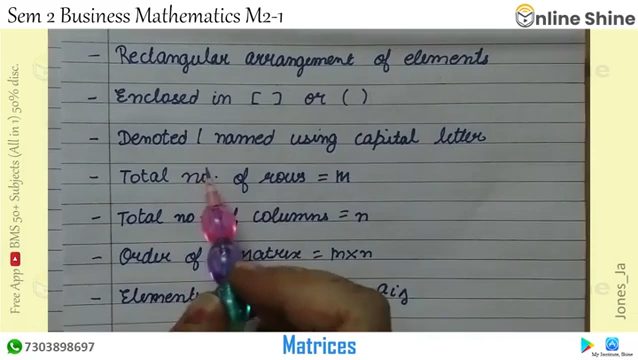 Sem 2 Business Mathematics M2-1
Online Shine
- Rectangular arrangement of elements
- Enclosed in [ ] or ( )
- Denoted / named using capital letter
- Total no. of rows = m
- Total no columns = n
- Order of matrix = m×n
- Element aij
Free App BMS 50+ Subjects (All in 1) 50% disc.
Jones_Ja
7303898697
Matrices
My Institute, Shine